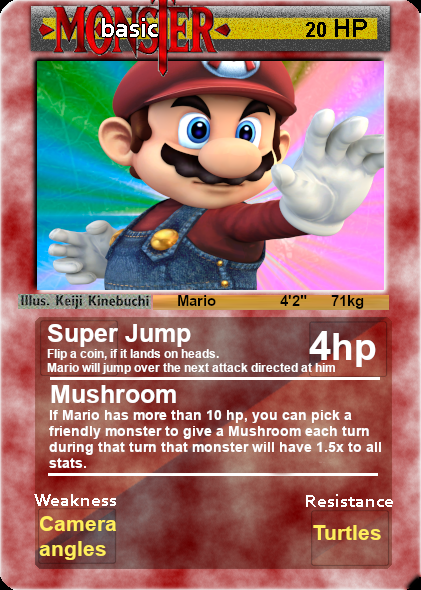 MONSTER
basic
20 HP
Illus. Keiji Kinebuchi Mario 4'2" 71kg
Super Jump
4hp
Flip a coin, if it lands on heads.
Mario will jump over the next attack directed at him
Mushroom
If Mario has more than 10 hp, you can pick a
friendly monster to give a Mushroom each turn
during that turn that monster will have 1.5x to all
stats.
Weakness
Resistance
Camera
angles
Turtles